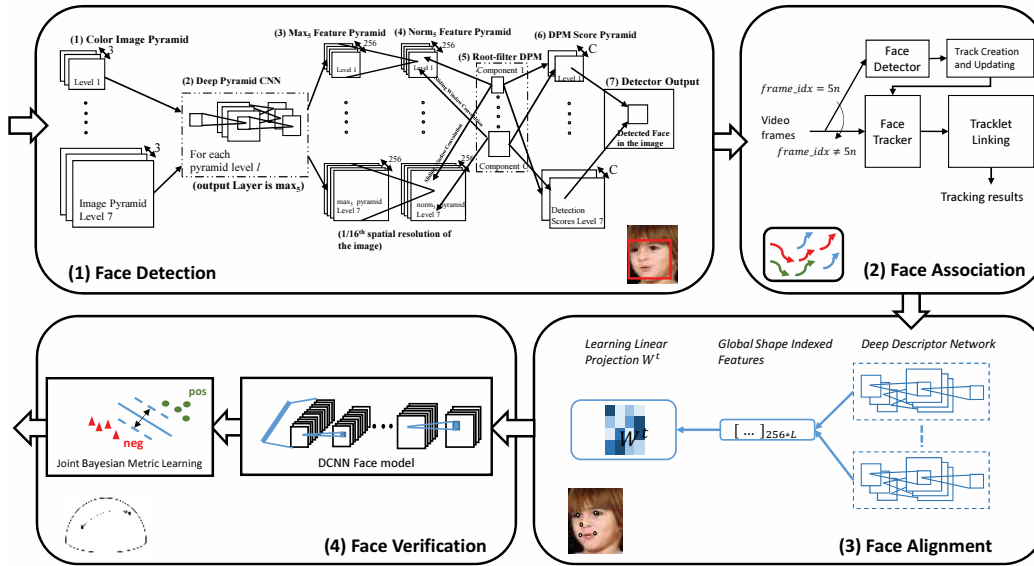 (1) Color Image Pyramid
3
Level 1
3
Image Pyramid
Level 7
(2) Deep Pyramid CNN
For each
pyramid level l
(output Layer is max5)
(3) Max5 Feature Pyramid
256
Level 1
256
max5 pyramid
Level 7
(1/16th spatial resolution of
the image)
(4) Norm5 Feature Pyramid
256
Level 1
256
norm5 pyramid
Level 7
Sliding Window Convolution
Sliding Window Convolution
(5) Root-filter DPM
Component 1
Component C
(6) DPM Score Pyramid
C
Level 1
C
Detection
Scores Level 7
(7) Detector Output
Detected Face
in the image
(1) Face Detection
Face
Detector
Track Creation
and Updating
frame_idx = 5n
Video
frames
frame_idx ≠ 5n
Face
Tracker
Tracklet
Linking
Tracking results
(2) Face Association
Learning Linear
Projection W^t
Global Shape Indexed
Features
Deep Descriptor Network
W^t
[ ... ]256*L
(3) Face Alignment
pos
neg
Joint Bayesian Metric Learning
DCNN Face model
(4) Face Verification